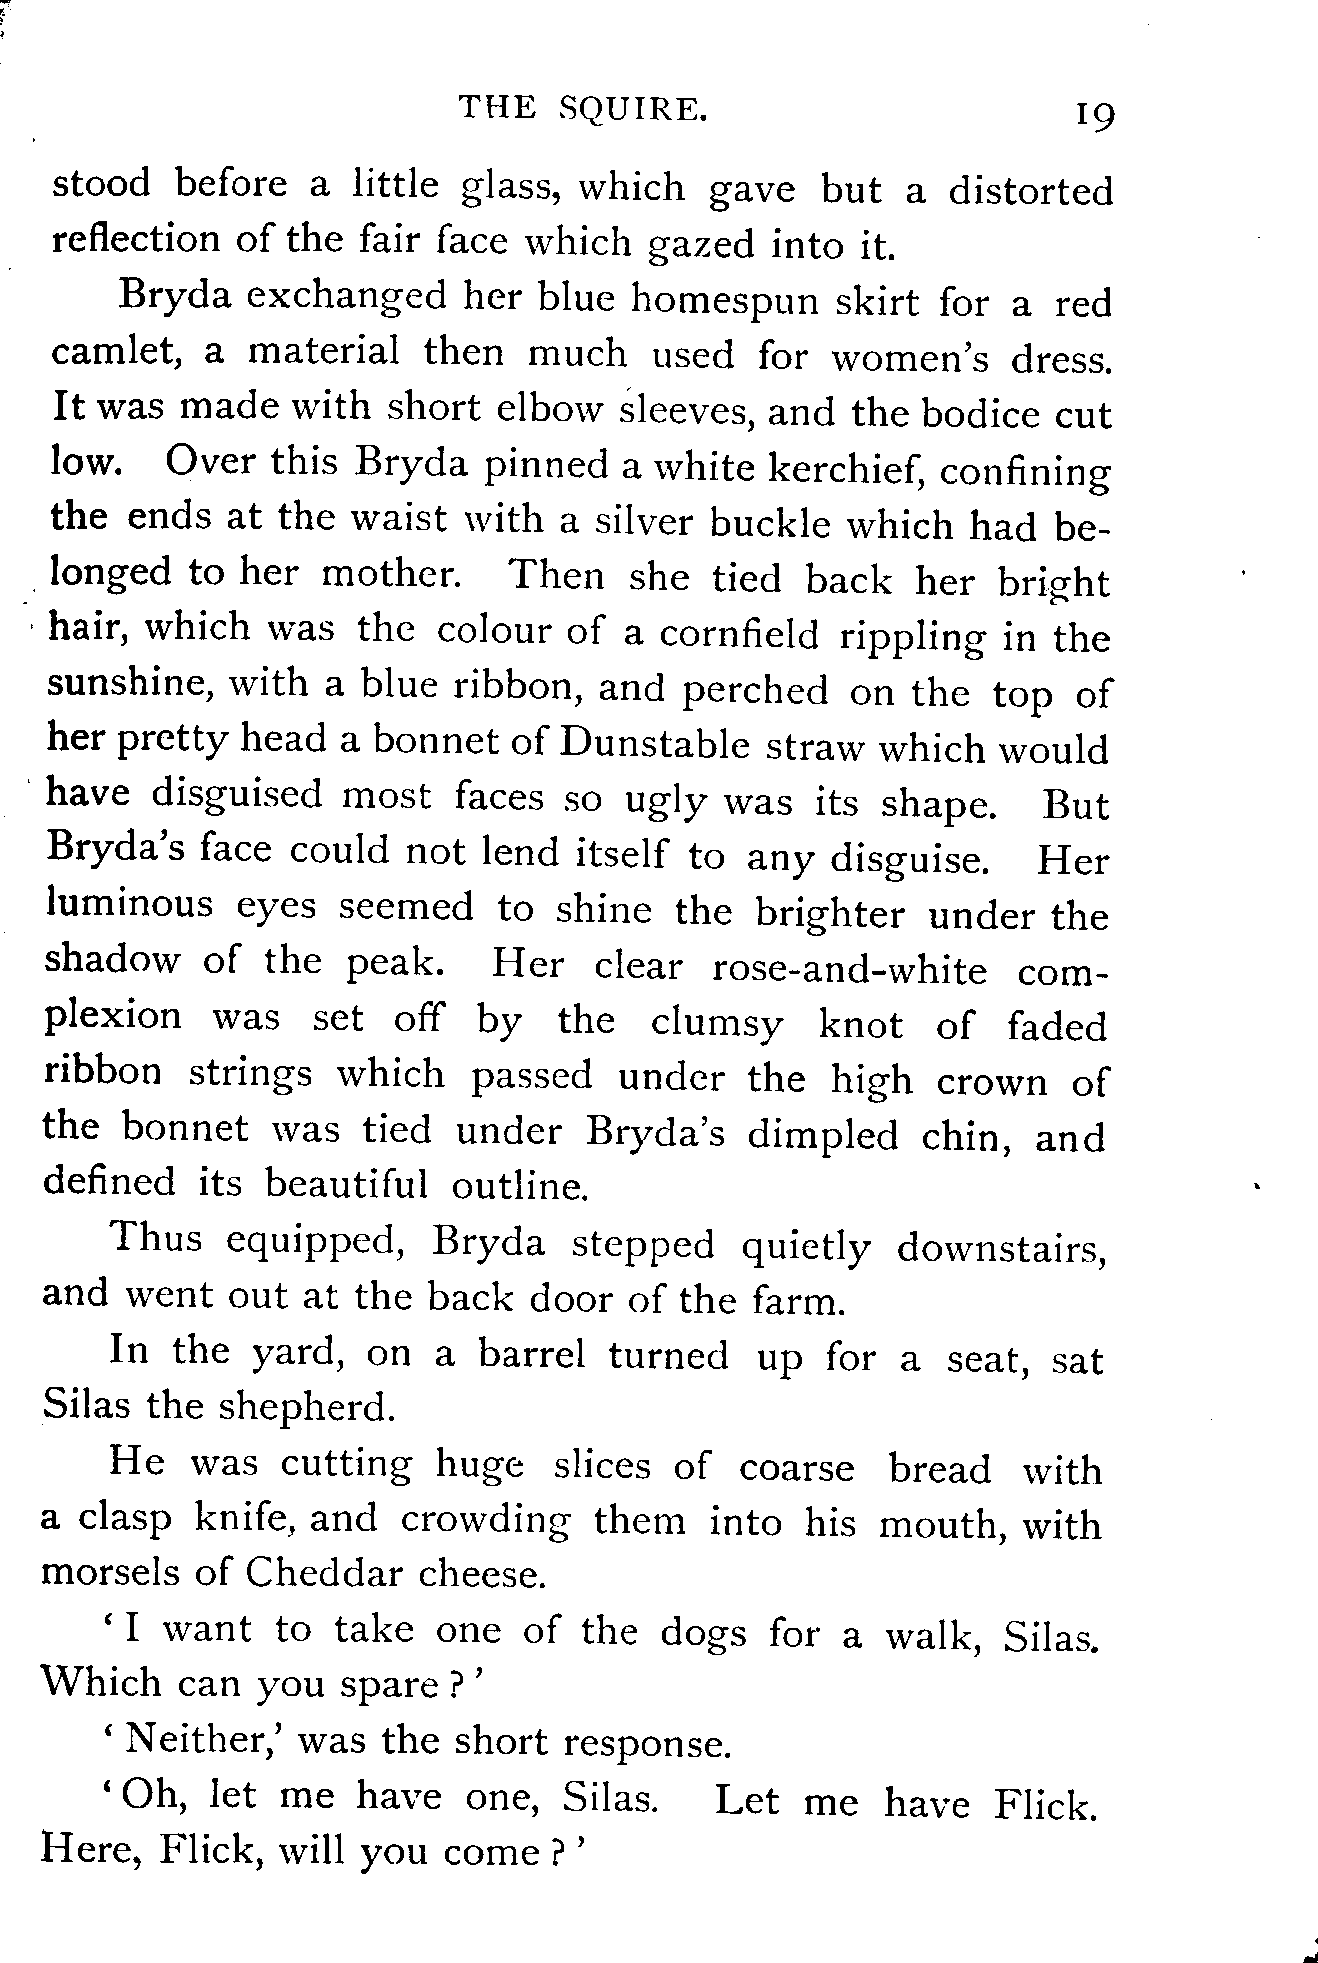 THE SQUIRE. 19
stood before a little glass, which gave but a distorted
reflection of the fair face which gazed into it.
Bryda exchanged her blue homespun skirt for a red
camlet, a material then much used for women's dress.
It was made with short elbow sleeves, and the bodice cut
low. Over this Bryda pinned a white kerchief, confining
the ends at the waist with a silver buckle which had be-
longed to her mother. Then she tied back her bright
hair, which was the colour of a cornfield rippling in the
sunshine, with a blue ribbon, and perched on the top of
her pretty head a bonnet of Dunstable straw which would
have disguised most faces so ugly was its shape. But
Bryda's face could not lend itself to any disguise. Her
luminous eyes seemed to shine the brighter under the
shadow of the peak. Her clear rose-and-white com-
plexion was set off by the clumsy knot of faded
ribbon strings which passed under the high crown of
the bonnet was tied under Bryda's dimpled chin, and
defined its beautiful outline.
Thus equipped, Bryda stepped quietly downstairs,
and went out at the back door of the farm.
In the yard, on a barrel turned up for a seat, sat
Silas the shepherd.
He was cutting huge slices of coarse bread with
a clasp knife, and crowding them into his mouth, with
morsels of Cheddar cheese.
‘ I want to take one of the dogs for a walk, Silas.
Which can you spare ? ’
‘ Neither,’ was the short response.
‘ Oh, let me have one, Silas. Let me have Flick.
Here, Flick, will you come ? ’